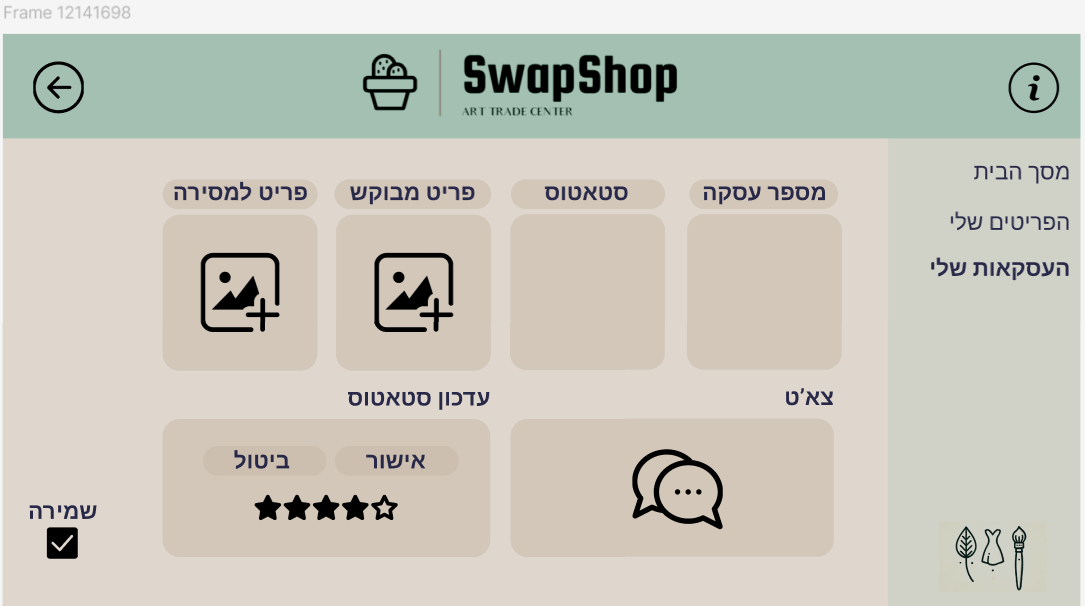 Frame 12141698
SwapShop
ART TRADE CENTER
i
מסך הבית
הפריטים שלי
העסקאות שלי
מספר עסקה
סטאטוס
פריט מבוקש
פריט למסירה
צא’ט
עדכון סטאטוס
אישור
ביטול
שמירה